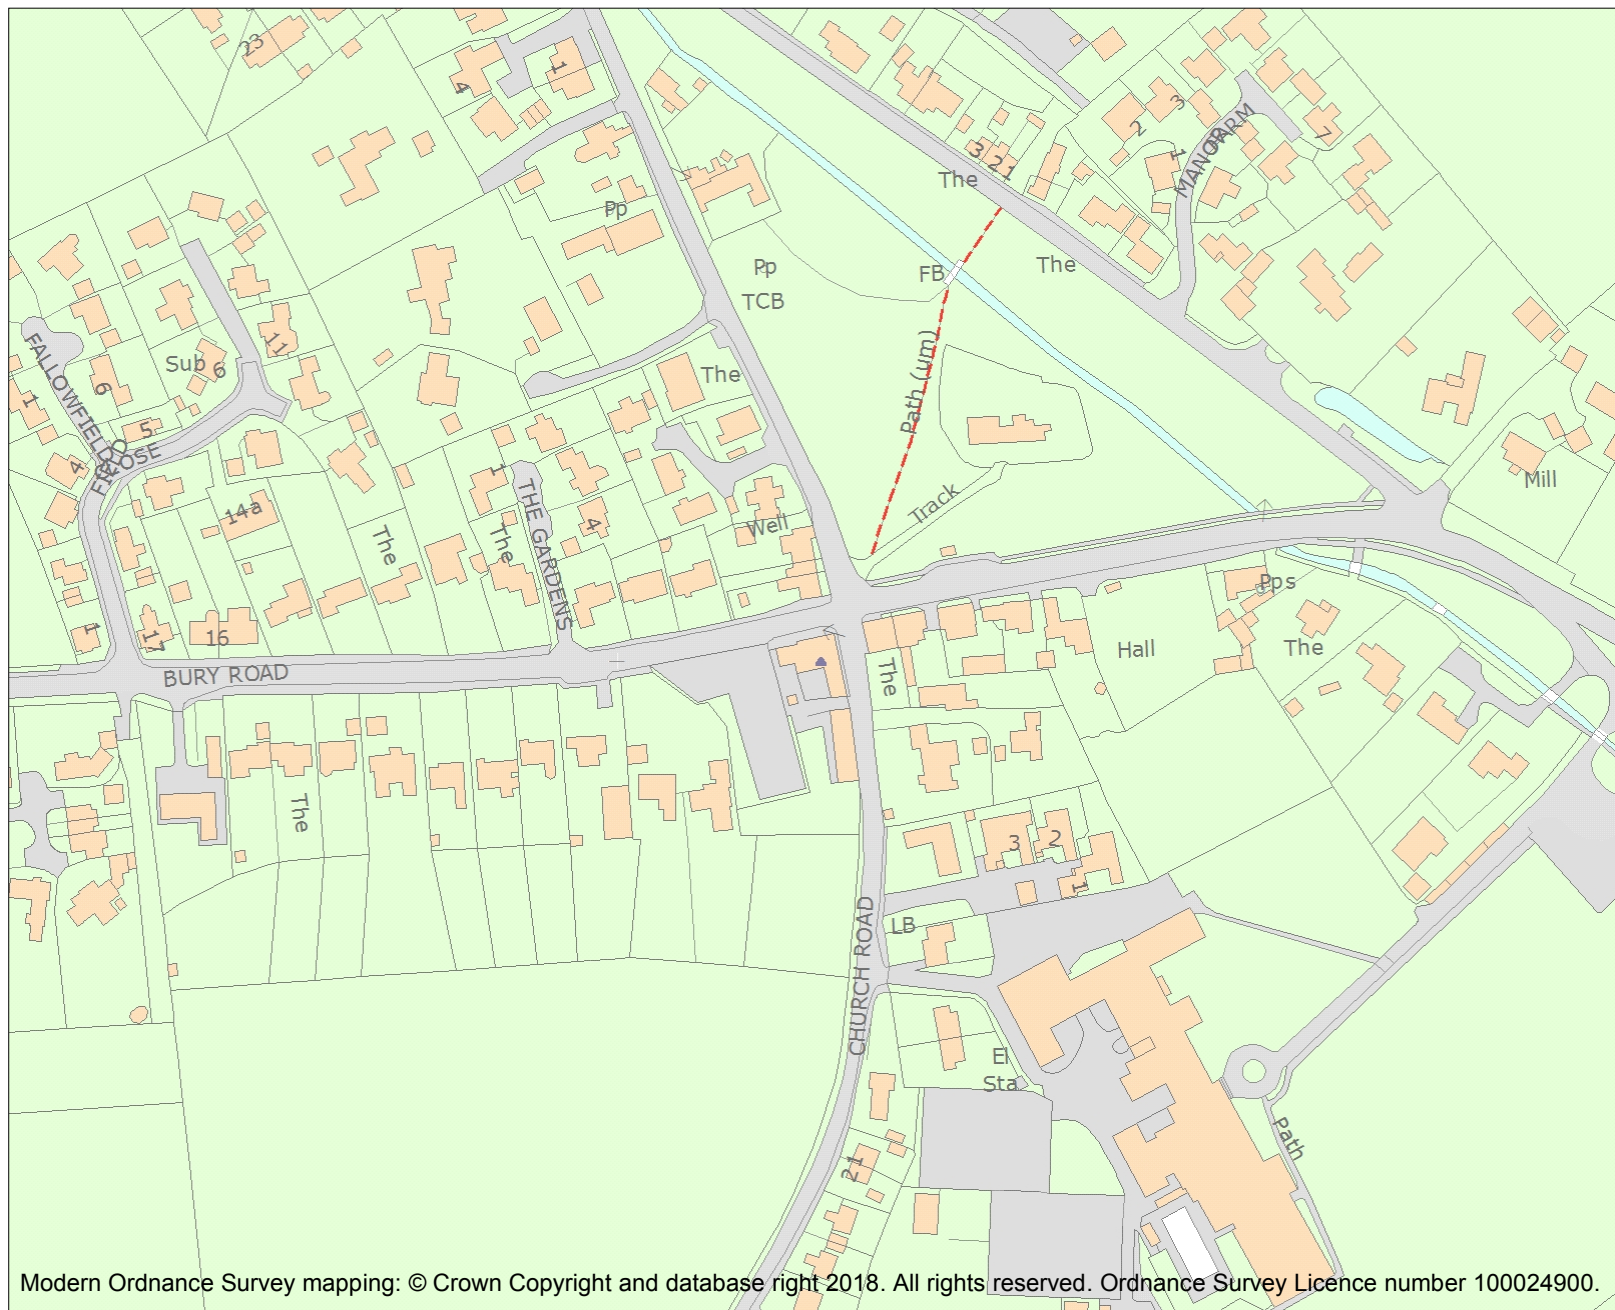 23
4
1
3
21
The
2
3
MANOR
FARM
1
7
Pp
Pp
TCB
FB
The
Sub
6
11
The
Path (um)
FALLOWFIELD
FIELD
CLOSE
6
1
5
4
14a
The
1
The
THE GARDENS
4
Well
Track
Mill
Pps
Hall
The
1
17
16
BURY ROAD
The
The
3
2
1
LB
CHURCH ROAD
El
Sta
Path
21
Modern Ordnance Survey mapping: © Crown Copyright and database right 2018. All rights reserved. Ordnance Survey Licence number 100024900.